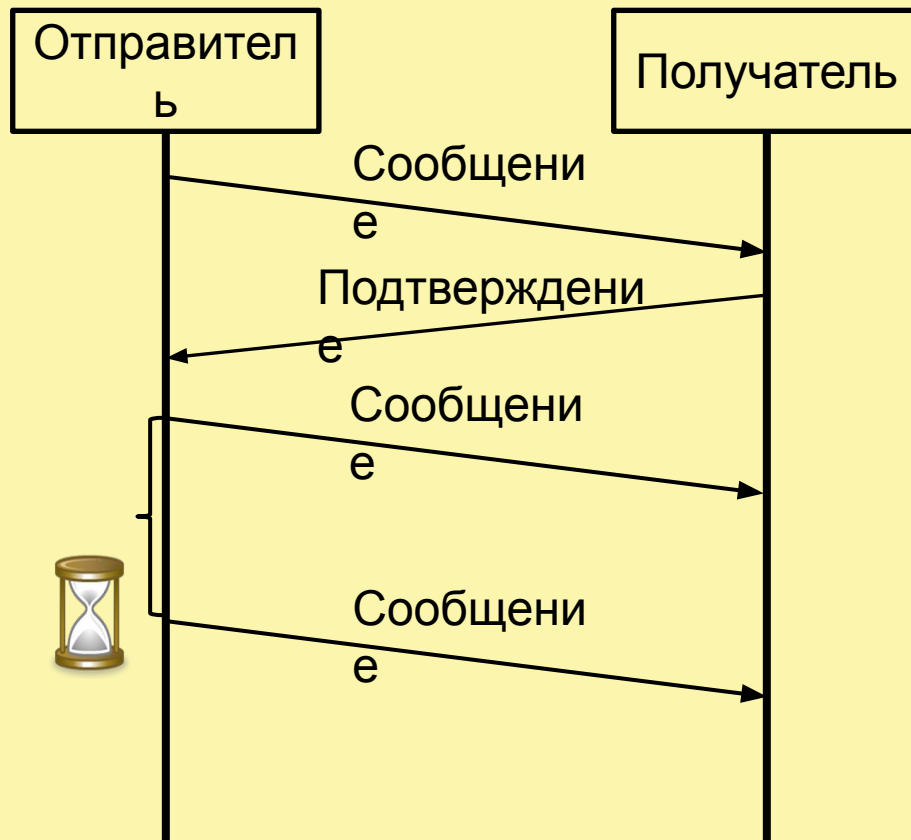 Отправител
ь
Получатель
Сообщени
е
Подтверждени
е
Сообщени
е
Сообщени
е